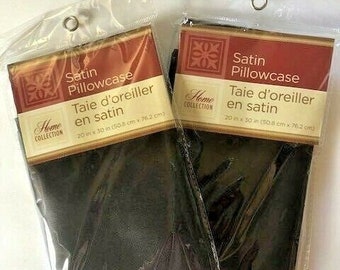 Satin
Pillowcase
Taie d'oreiller
en satin
Home
COLLECTION
20 in x 30 in (50.8 cm x 76.2 cm)
Satin
Pillowcase
Taie d'oreiller
en satin
Home
COLLECTION
20 in x 30 in (50.8 cm x 76.2 cm)